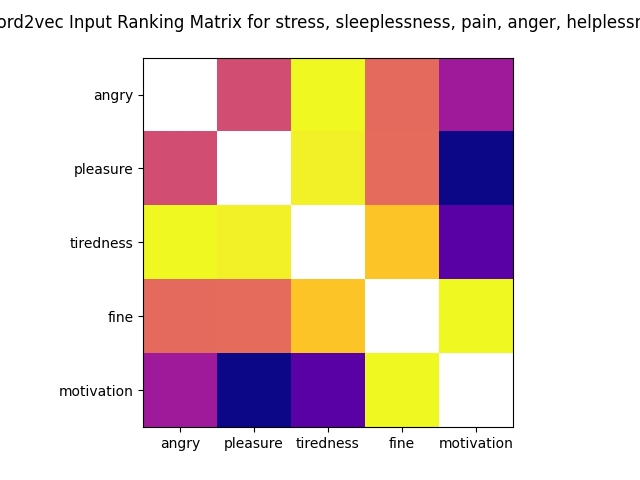 ord2vec Input Ranking Matrix for stress, sleeplessness, pain, anger, helpless
angry
pleasure
tiredness
fine
motivation
angry pleasure tiredness fine motivation